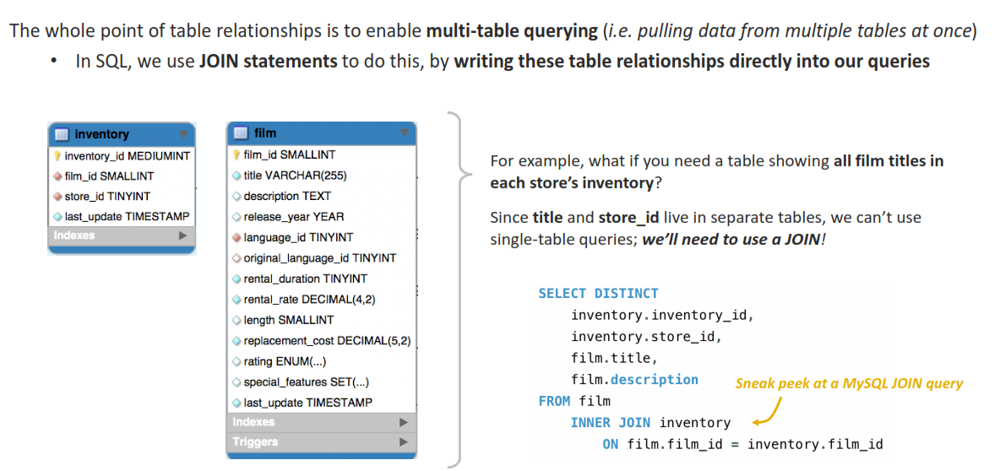 The whole point of table relationships is to enable multi-table querying (i.e. pulling data from multiple tables at once)
• In SQL, we use JOIN statements to do this, by writing these table relationships directly into our queries
inventory
inventory_id MEDIUMINT
film_id SMALLINT
store_id TINYINT
last_update TIMESTAMP
Indexes
film
film_id SMALLINT
title VARCHAR(255)
description TEXT
release_year YEAR
language_id TINYINT
original_language_id TINYINT
rental_duration TINYINT
rental_rate DECIMAL(4,2)
length SMALLINT
replacement_cost DECIMAL(5,2)
rating ENUM(...)
special_features SET(...)
last_update TIMESTAMP
Indexes
Triggers
For example, what if you need a table showing all film titles in
each store’s inventory?
Since title and store_id live in separate tables, we can’t use
single-table queries; we’ll need to use a JOIN!
SELECT DISTINCT
inventory.inventory_id,
inventory.store_id,
film.title,
film.description
FROM film
INNER JOIN inventory
ON film.film_id = inventory.film_id
Sneak peek at a MySQL JOIN query